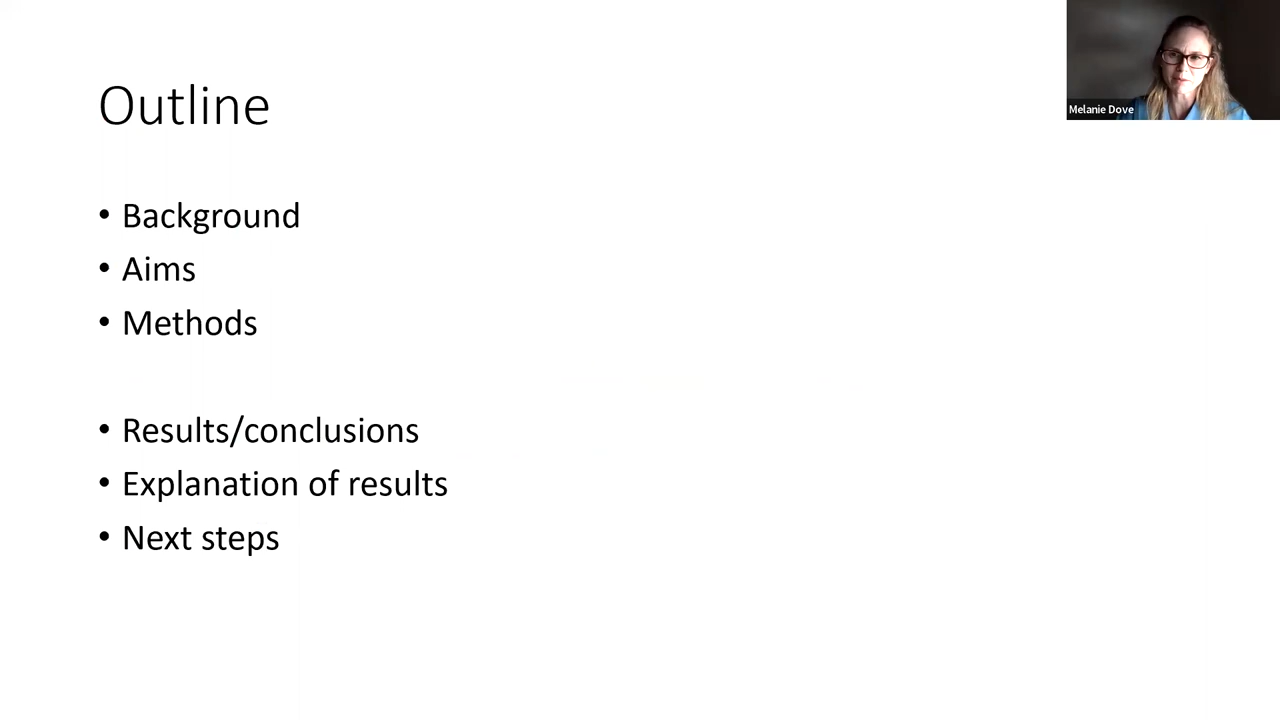 Outline
Melanie Dove
• Background
• Aims
• Methods
• Results/conclusions
• Explanation of results
• Next steps